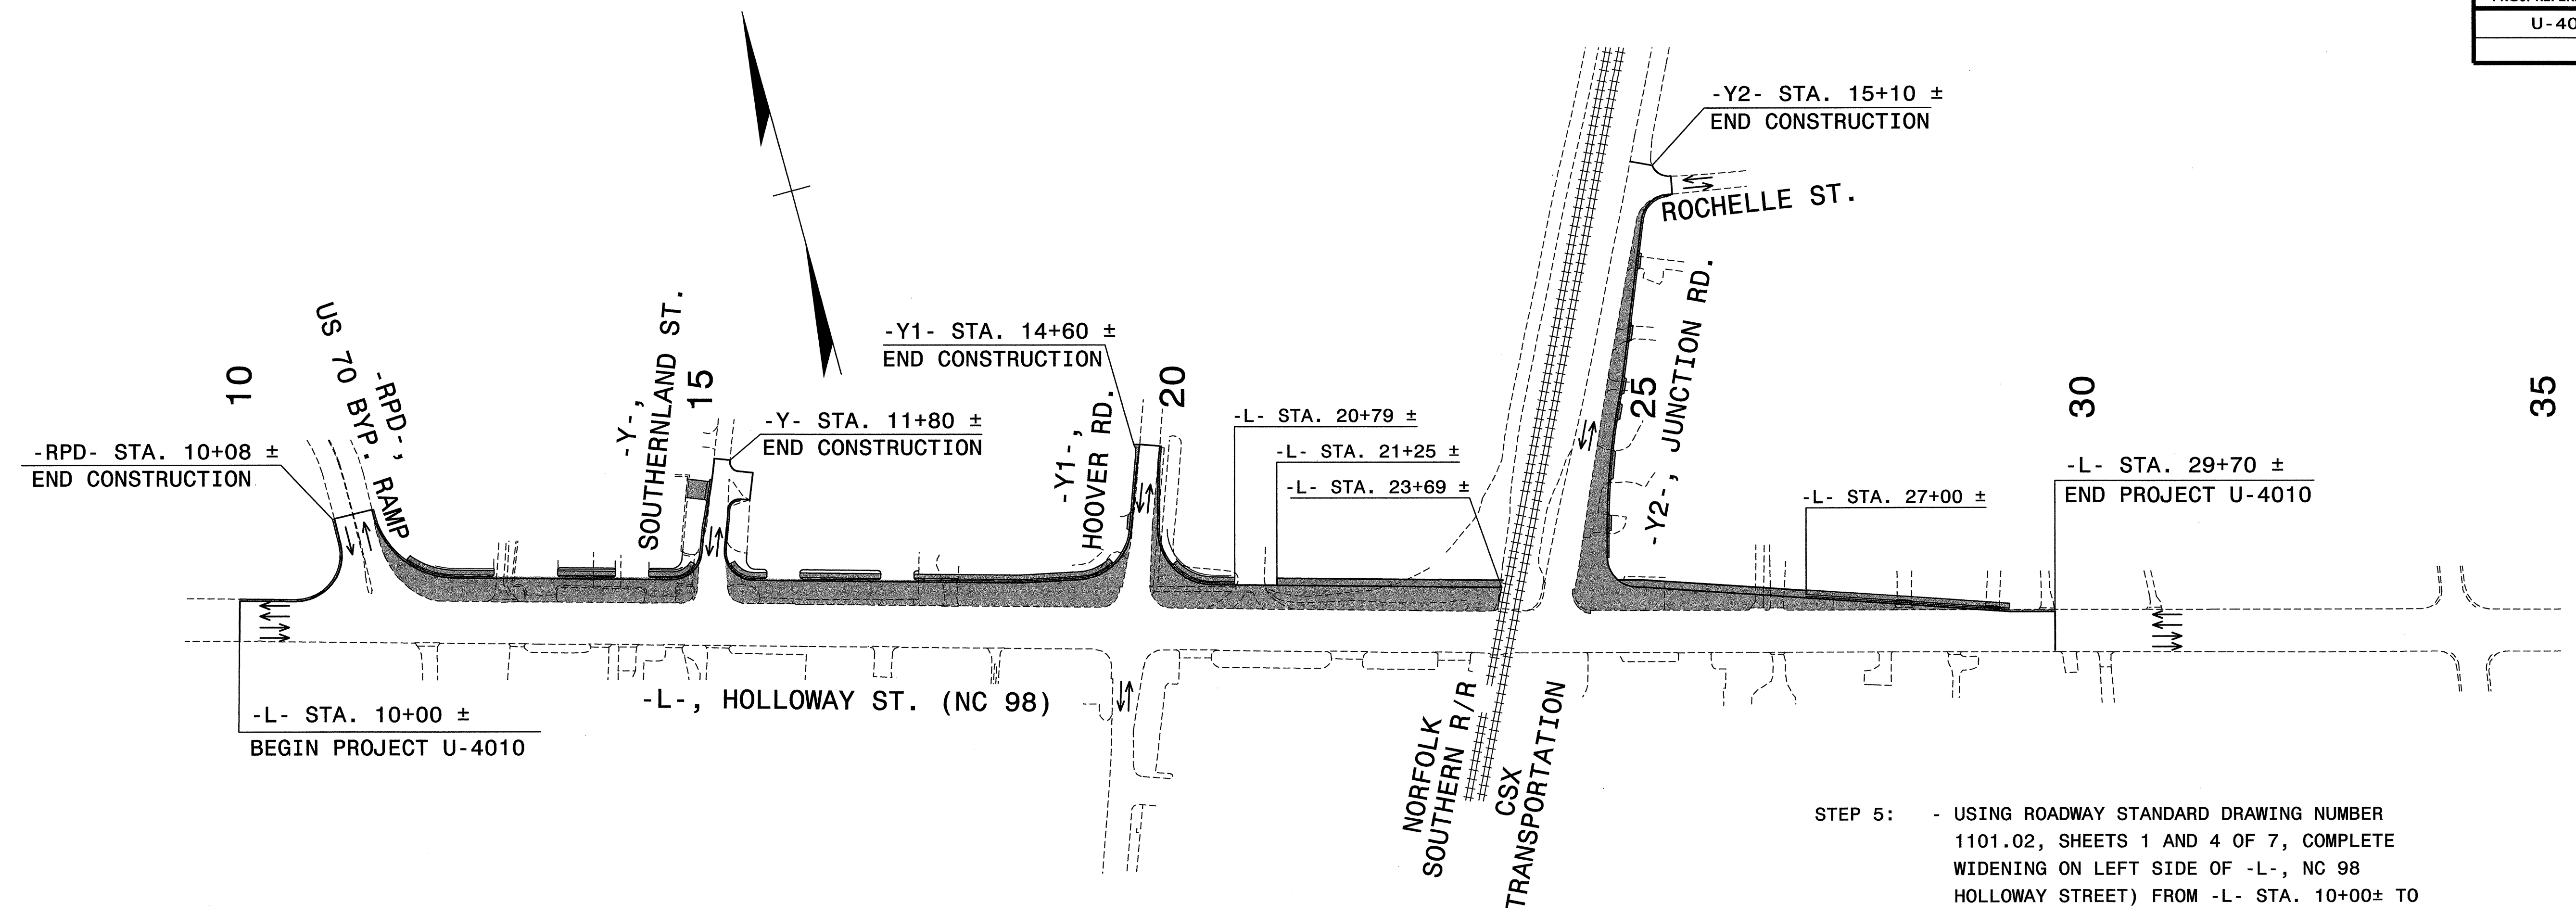 U-40
-Y2- STA. 15+10 ±
END CONSTRUCTION
ROCHELLE ST.
-Y2-, JUNCTION RD.
10
US 70 BYP. RAMP
-RPD-,
-RPD- STA. 10+08 ±
END CONSTRUCTION
-Y-,
SOUTHERNLAND ST.
15
-Y- STA. 11+80 ±
END CONSTRUCTION
-Y1- STA. 14+60 ±
END CONSTRUCTION
-Y1-,
HOOVER RD.
20
-L- STA. 20+79 ±
-L- STA. 21+25 ±
-L- STA. 23+69 ±
25
-L- STA. 27+00 ±
30
-L- STA. 29+70 ±
END PROJECT U-4010
35
-L- STA. 10+00 ±
BEGIN PROJECT U-4010
-L-, HOLLOWAY ST. (NC 98)
NORFOLK
SOUTHERN R/R
CSX
TRANSPORTATION
STEP 5: - USING ROADWAY STANDARD DRAWING NUMBER
1101.02, SHEETS 1 AND 4 OF 7, COMPLETE
WIDENING ON LEFT SIDE OF -L-, NC 98
HOLLOWAY STREET) FROM -L- STA. 10+00± TO